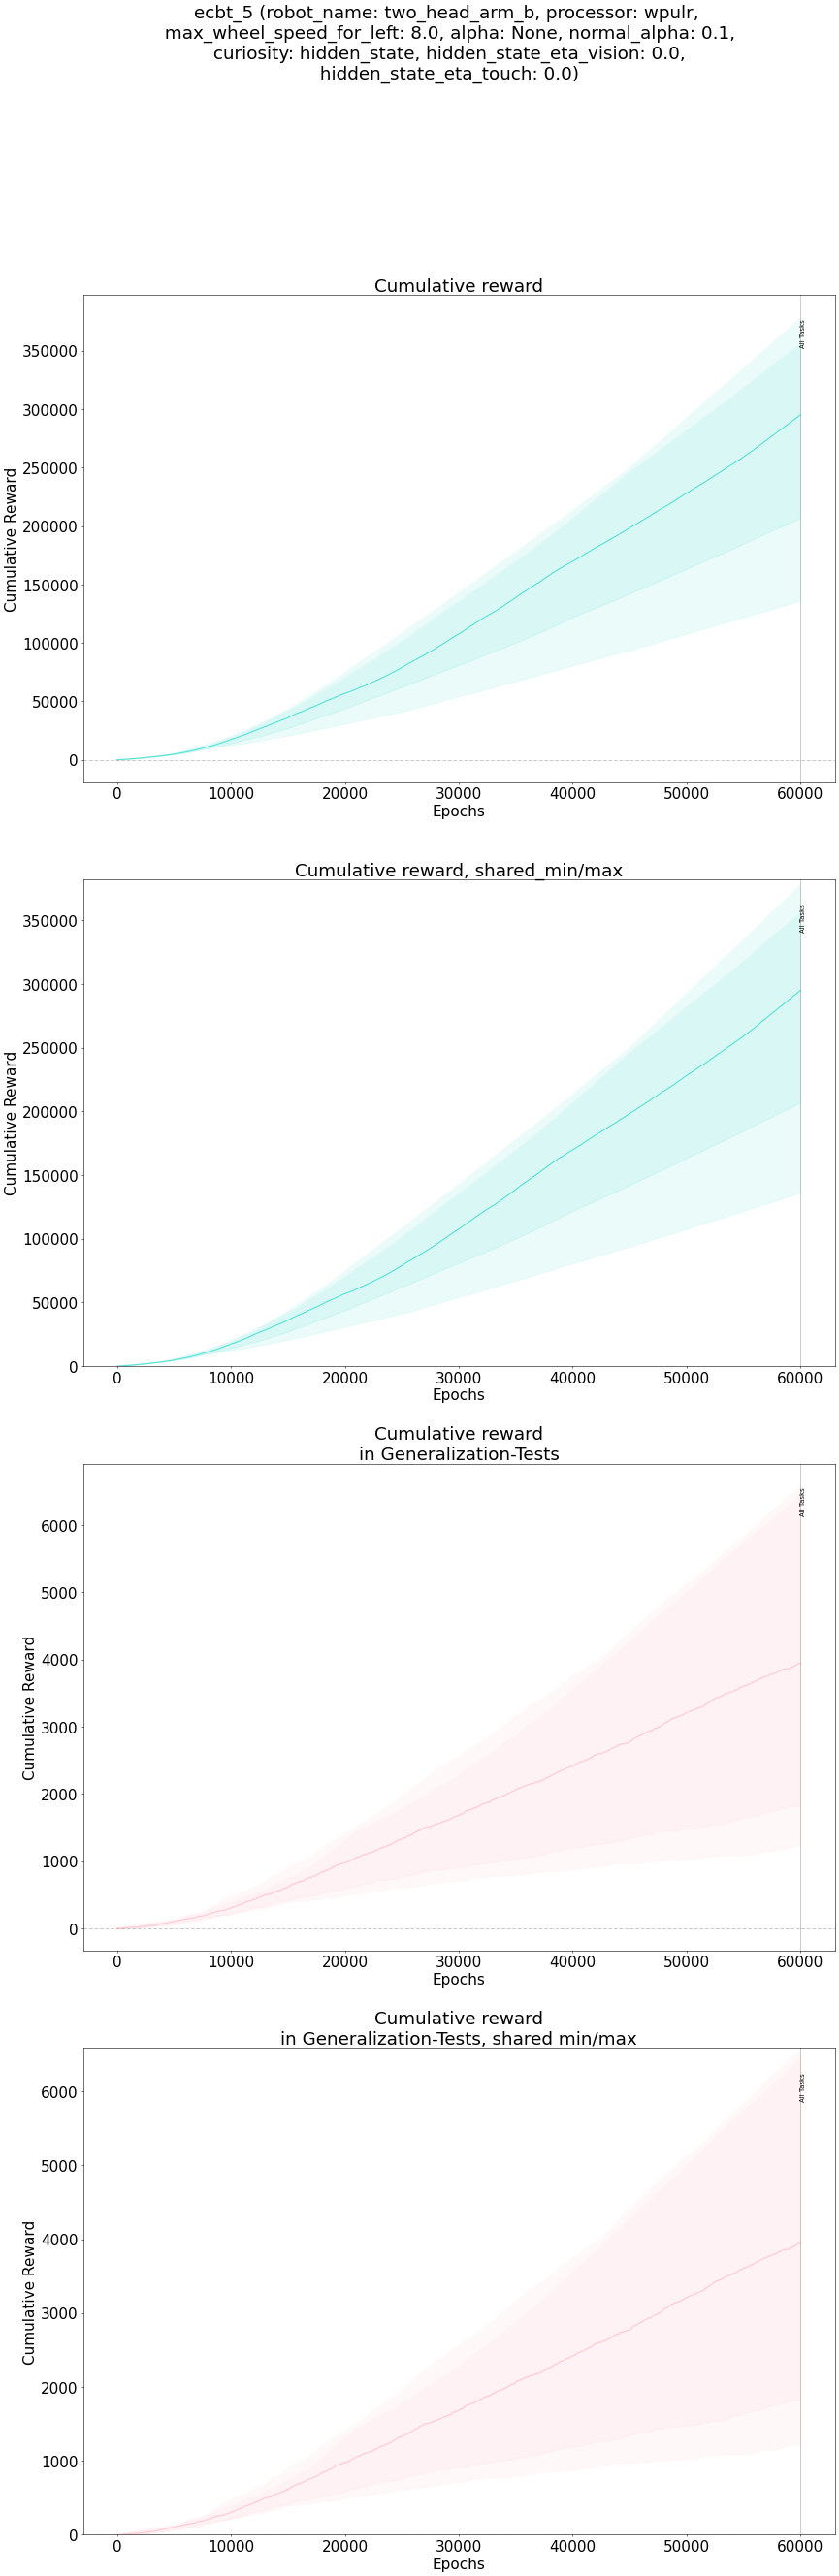 ecbt_5 (robot_name: two_head_arm_b, processor: wpulr,
max_wheel_speed_for_left: 8.0, alpha: None, normal_alpha: 0.1,
curiosity: hidden_state, hidden_state_eta_vision: 0.0,
hidden_state_eta_touch: 0.0)
Cumulative reward
All Tasks
350000
300000
250000
200000
150000
100000
50000
0
Cumulative Reward
0 10000 20000 30000 40000 50000 60000
Epochs
Cumulative reward, shared_min/max
All Tasks
350000
300000
250000
200000
150000
100000
50000
0
Cumulative Reward
0 10000 20000 30000 40000 50000 60000
Epochs
Cumulative reward
in Generalization-Tests
All Tasks
6000
5000
4000
3000
2000
1000
0
Cumulative Reward
0 10000 20000 30000 40000 50000 60000
Epochs
Cumulative reward
in Generalization-Tests, shared min/max
All Tasks
6000
5000
4000
3000
2000
1000
0
Cumulative Reward
0 10000 20000 30000 40000 50000 60000
Epochs